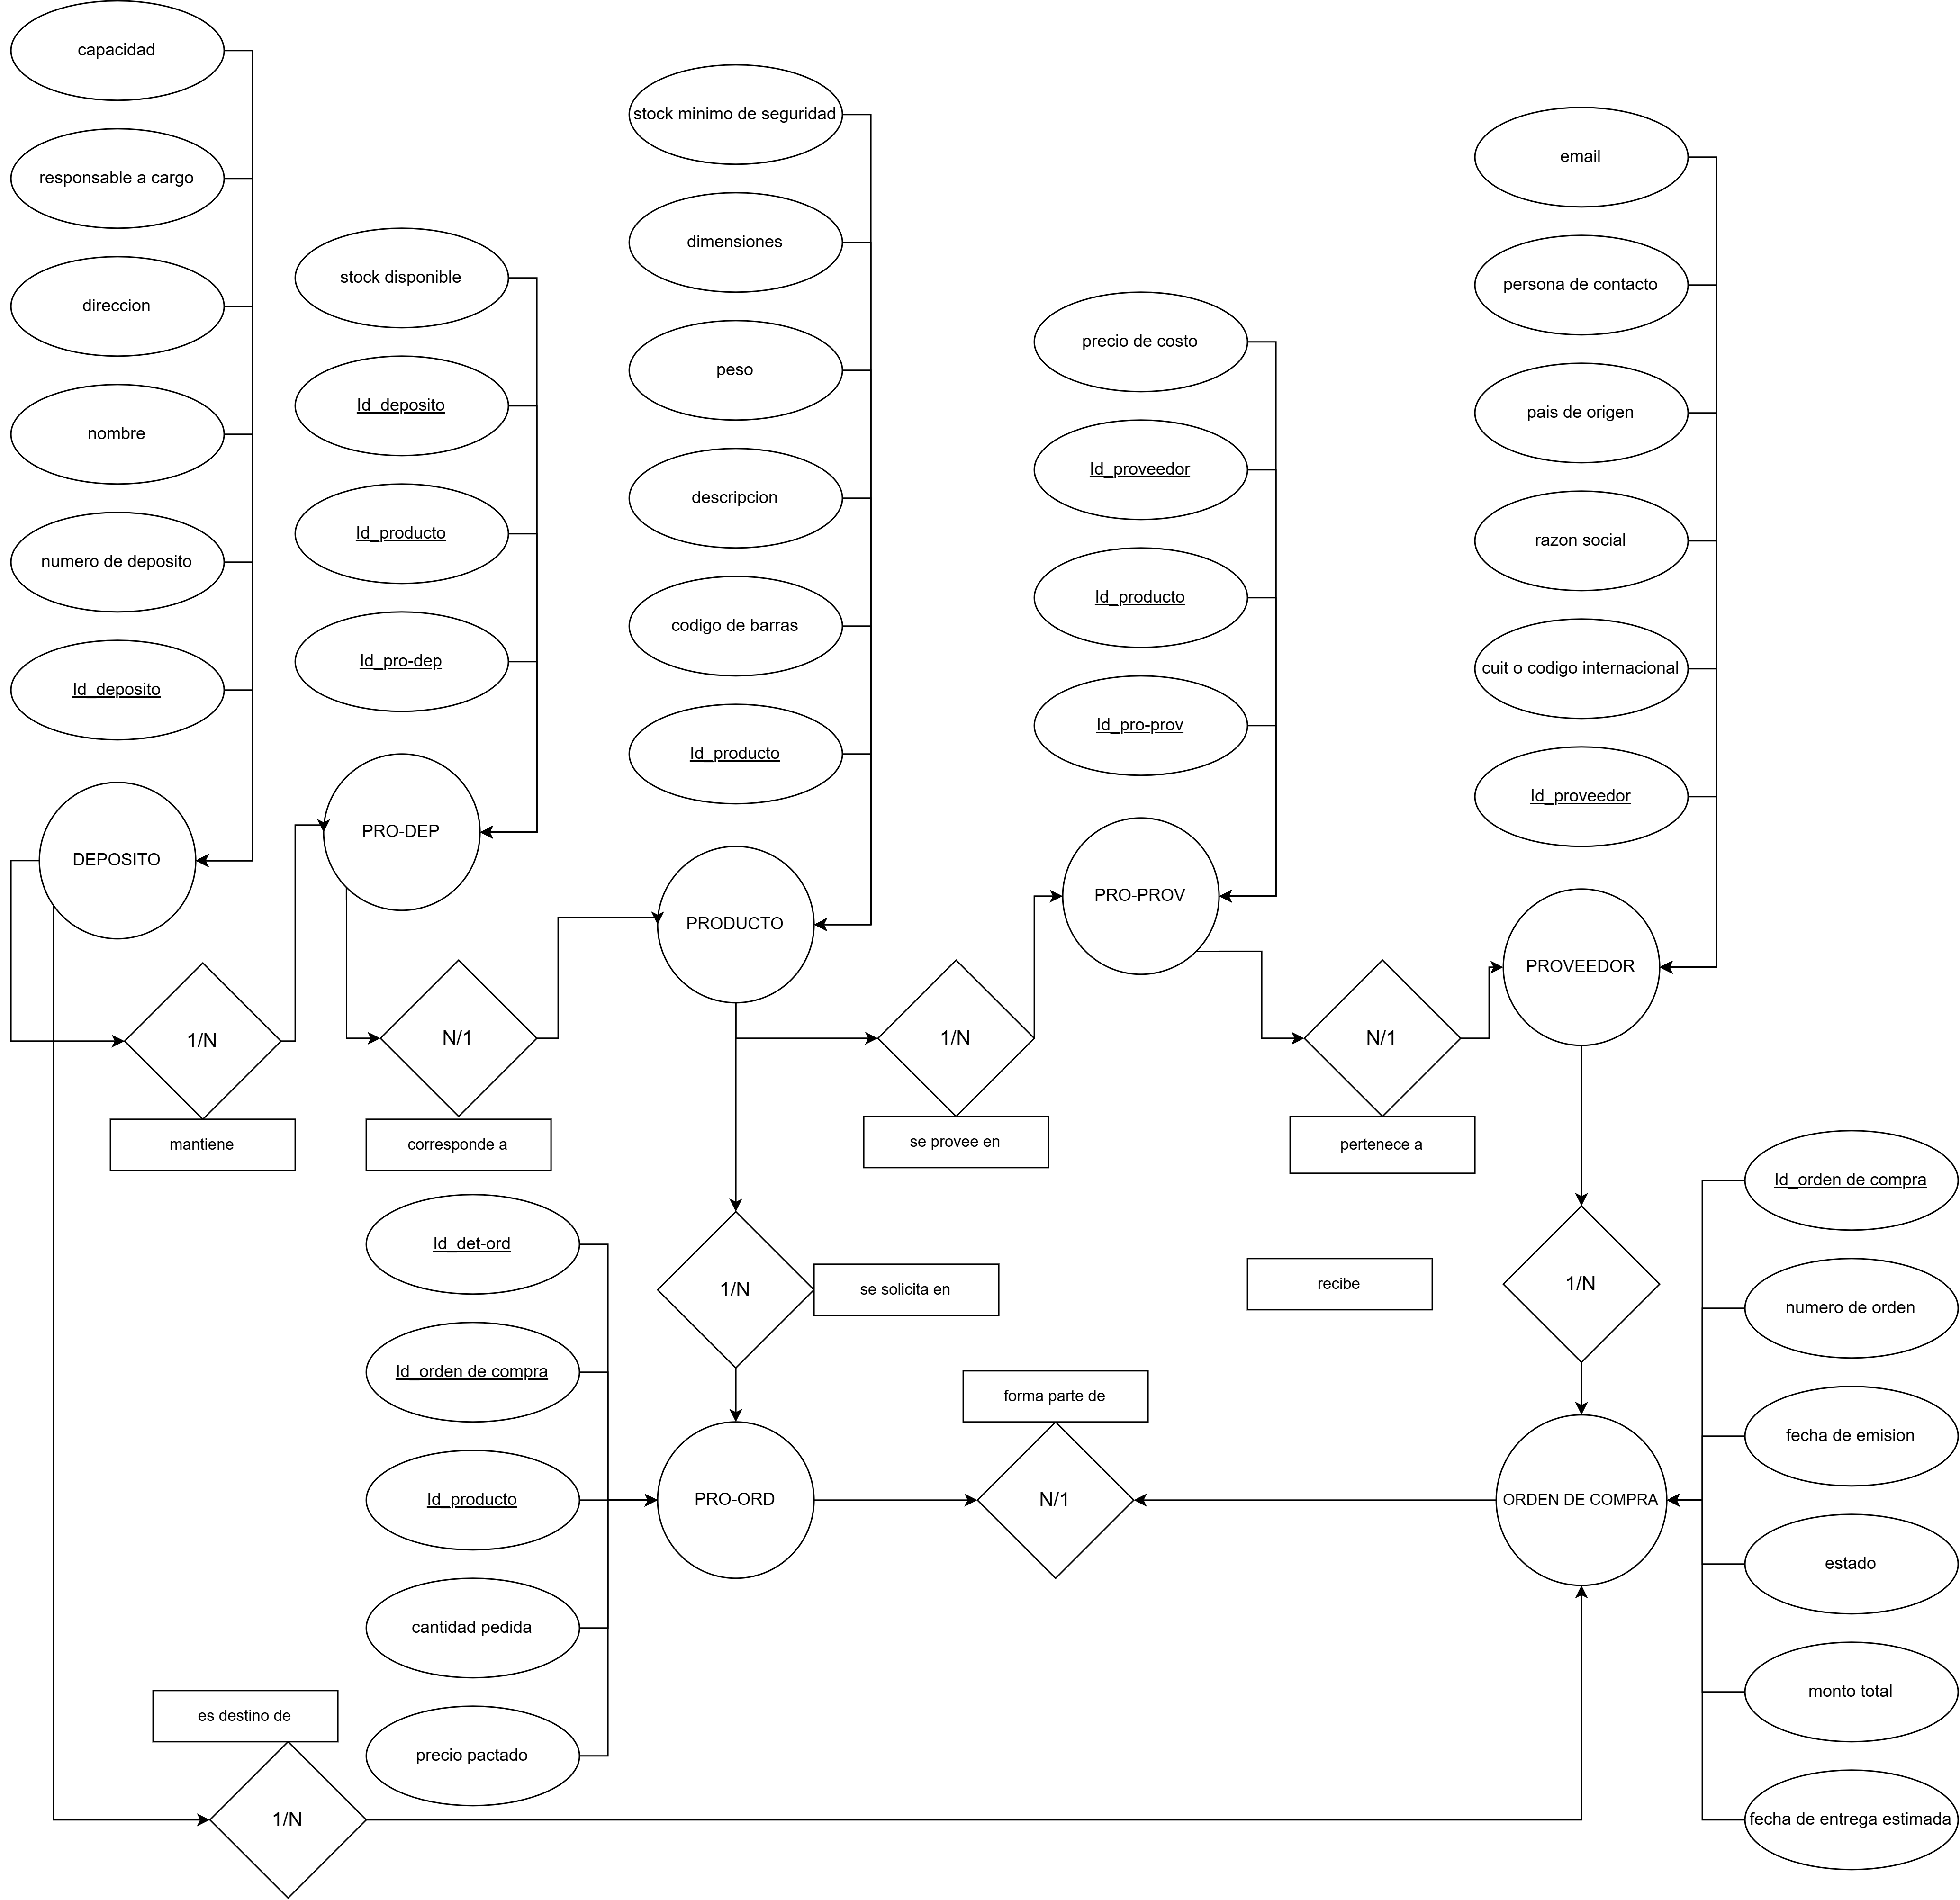 capacidad
responsable a cargo
direccion
nombre
numero de deposito
Id_deposito
DEPOSITO
stock disponible
Id_deposito
Id_producto
Id_pro-dep
PRO-DEP
stock minimo de seguridad
dimensiones
peso
descripcion
codigo de barras
Id_producto
PRODUCTO
precio de costo
Id_proveedor
Id_producto
Id_pro-prov
PRO-PROV
email
persona de contacto
pais de origen
razon social
cuit o codigo internacional
Id_proveedor
PROVEEDOR
1/N
mantiene
N/1
corresponde a
1/N
se provee en
N/1
pertenece a
Id_det-ord
Id_orden de compra
Id_producto
cantidad pedida
precio pactado
1/N
se solicita en
PRO-ORD
forma parte de
N/1
recibe
1/N
ORDEN DE COMPRA
Id_orden de compra
numero de orden
fecha de emision
estado
monto total
fecha de entrega estimada
es destino de
1/N